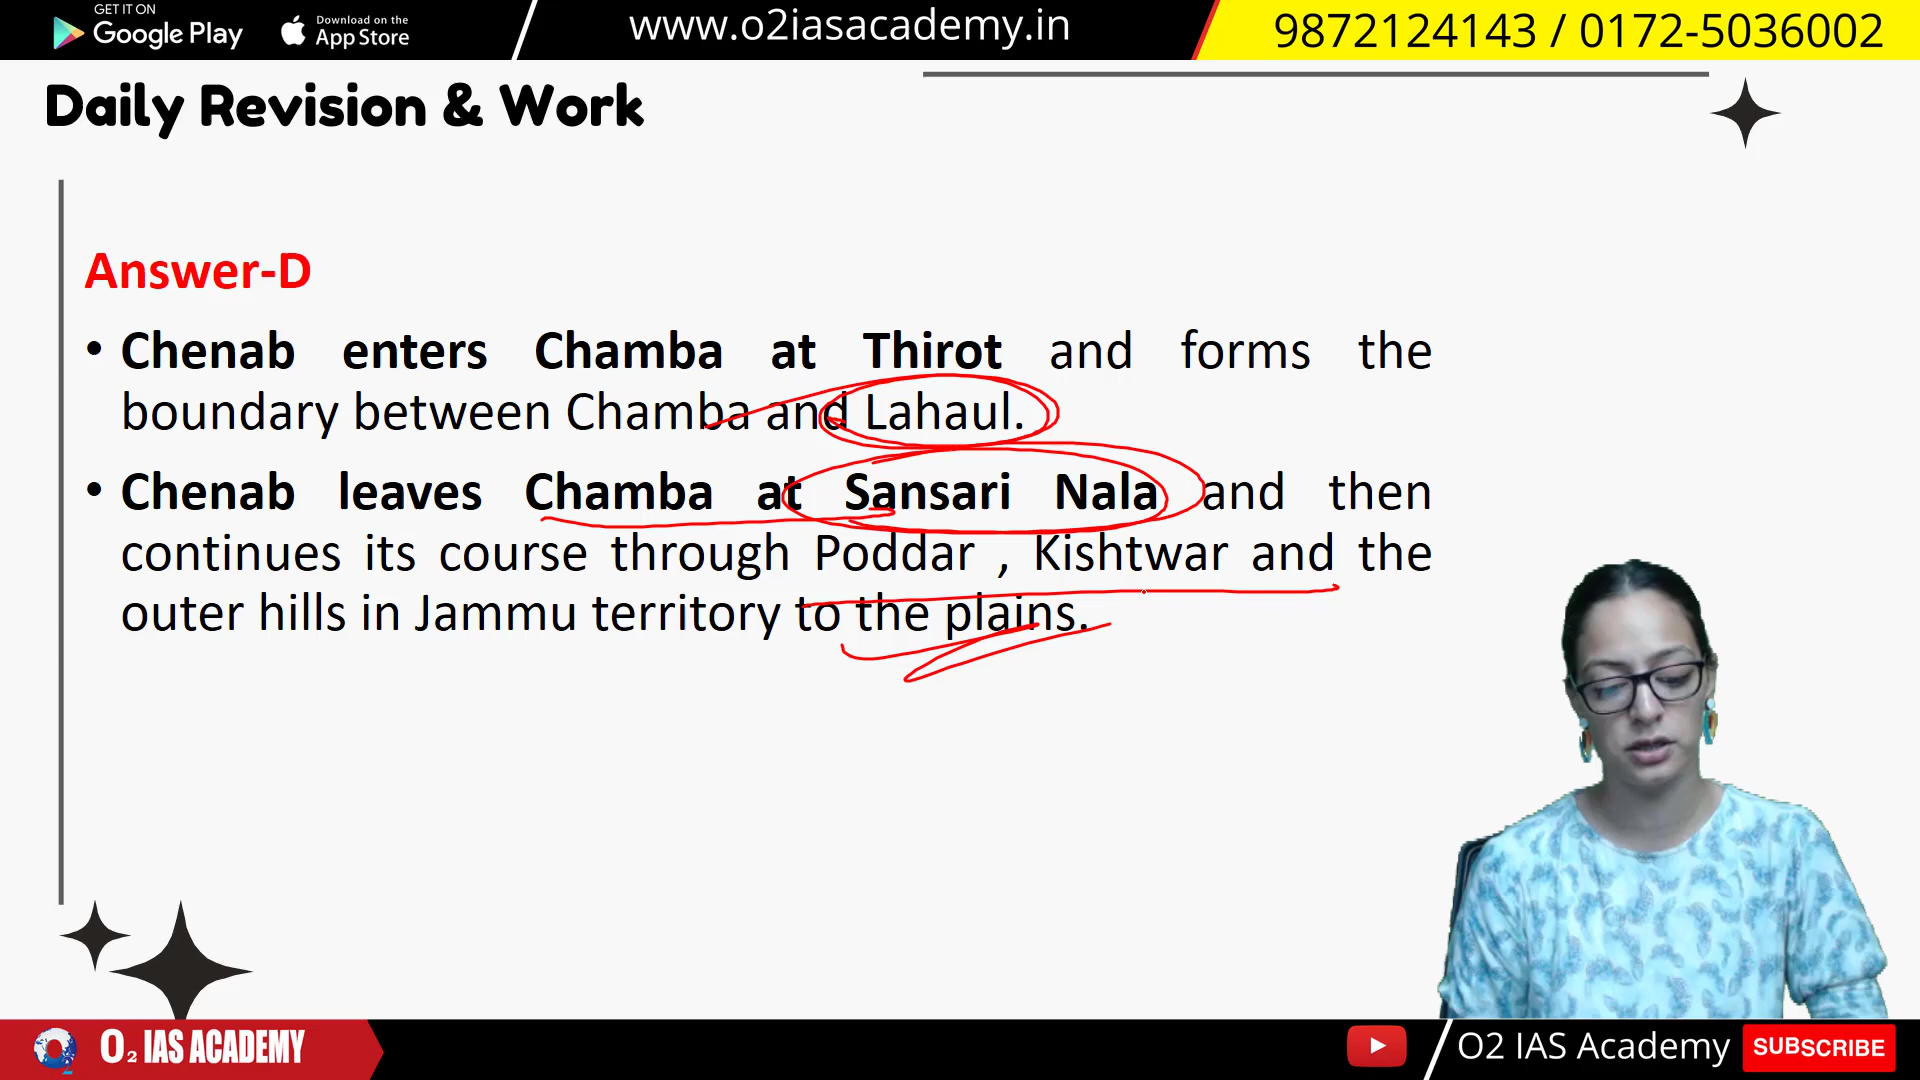 GET IT ON
Google Play
Download on the
App Store
www.o2iasacademy.in
9872124143 / 0172-5036002
Daily Revision & Work
Answer-D
• Chenab enters Chamba at Thirot and forms the
boundary between Chamba and Lahaul.
• Chenab leaves Chamba at Sansari Nala and then
continues its course through Poddar , Kishtwar and the
outer hills in Jammu territory to the plains.
O2 IAS ACADEMY
O2 IAS Academy
SUBSCRIBE